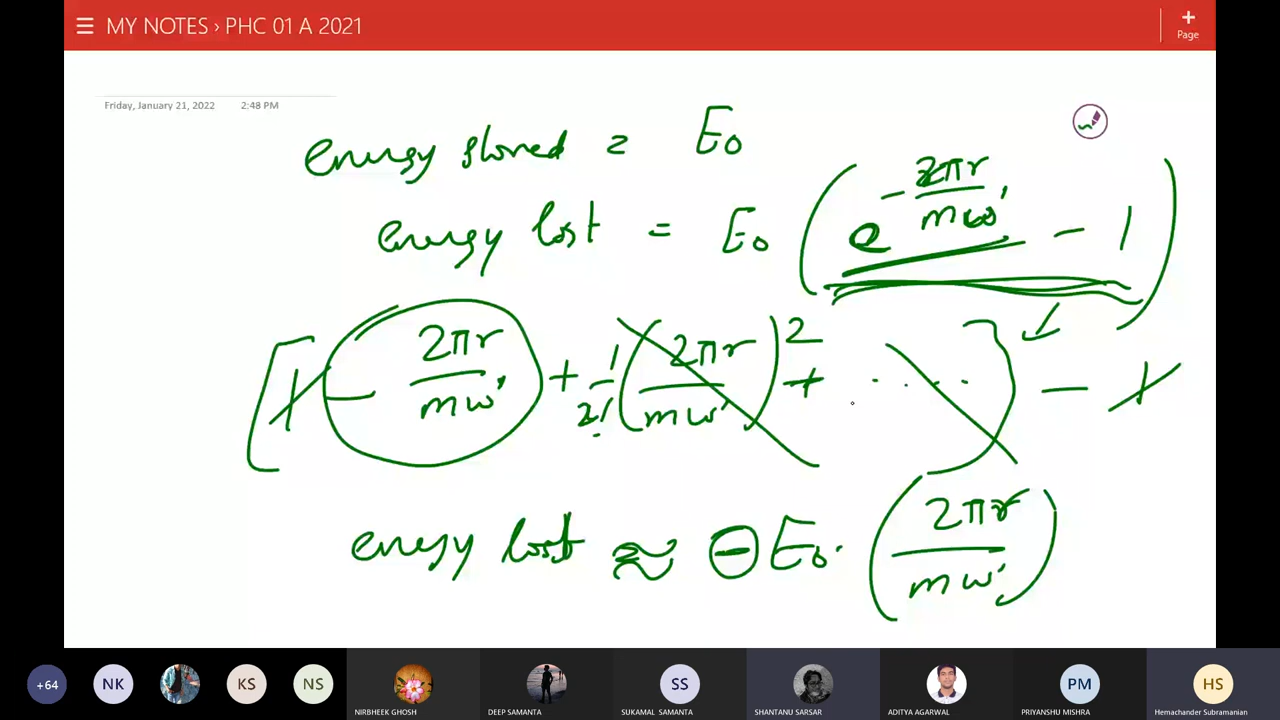 MY NOTES › PHC 01 A 2021
+
Page
Friday, January 21, 2022 2:48 PM
energy stored = E₀
energy lost = E₀ ( e^(-2πr/mω') - 1 )
[ 1 - 2πr/mω' + 1/2! ( 2πr/mω' )² + . . . . ] - 1
energy lost ≈ ⊖ E₀ . ( 2πr/mω' )
+64 NK KS NS SS PM HS
NIRBHEEK GHOSH DEEP SAMANTA SUKAMAL SAMANTA SHANTANU SARSAR ADITYA AGARWAL PRIYANSHU MISHRA Hemachander Subramanian